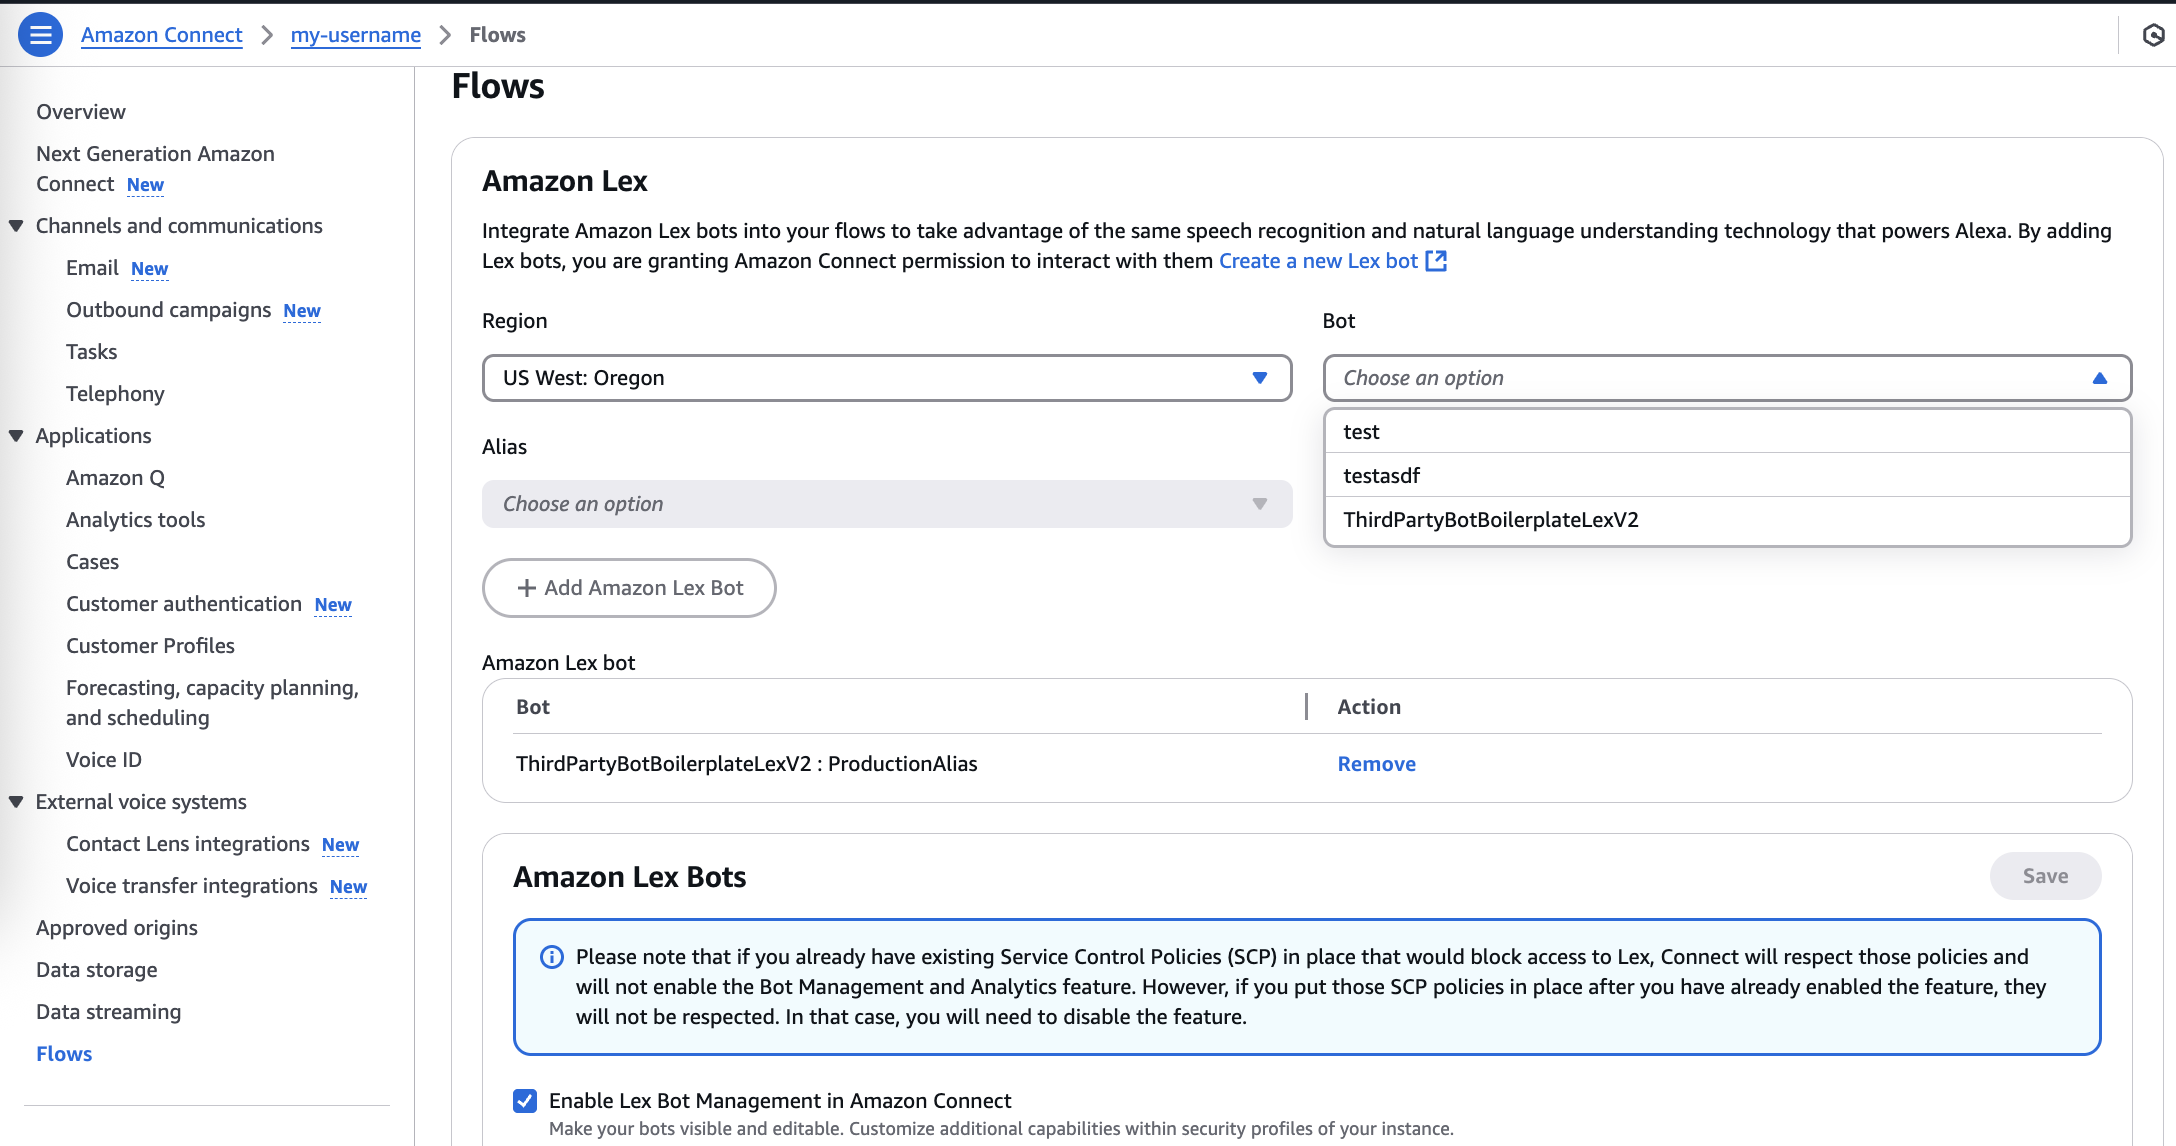 Amazon Connect > my-username > Flows
Overview
Next Generation Amazon
Connect New
Channels and communications
Email New
Outbound campaigns New
Tasks
Telephony
Applications
Amazon Q
Analytics tools
Cases
Customer authentication New
Customer Profiles
Forecasting, capacity planning,
and scheduling
Voice ID
External voice systems
Contact Lens integrations New
Voice transfer integrations New
Approved origins
Data storage
Data streaming
Flows
Flows
Amazon Lex
Integrate Amazon Lex bots into your flows to take advantage of the same speech recognition and natural language understanding technology that powers Alexa. By adding
Lex bots, you are granting Amazon Connect permission to interact with them Create a new Lex bot
Region
US West: Oregon
Bot
Choose an option
test
testasdf
ThirdPartyBotBoilerplateLexV2
Alias
Choose an option
+ Add Amazon Lex Bot
Amazon Lex bot
Bot Action
ThirdPartyBotBoilerplateLexV2 : ProductionAlias Remove
Amazon Lex Bots
Save
Please note that if you already have existing Service Control Policies (SCP) in place that would block access to Lex, Connect will respect those policies and
will not enable the Bot Management and Analytics feature. However, if you put those SCP policies in place after you have already enabled the feature, they
will not be respected. In that case, you will need to disable the feature.
Enable Lex Bot Management in Amazon Connect
Make your bots visible and editable. Customize additional capabilities within security profiles of your instance.